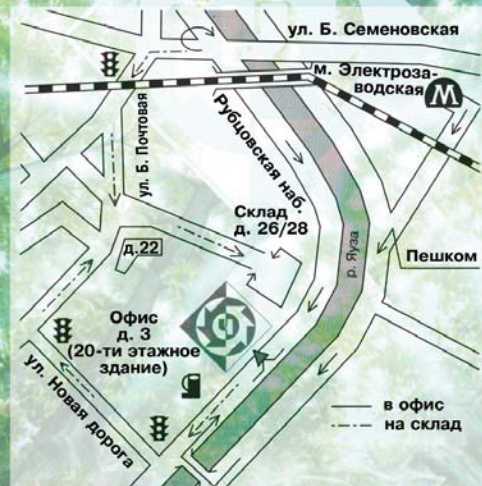 ул. Б. Семеновская
м. Электроза-
водская
М
ул. Б. Почтовая
Рубцовская наб.
Склад
д. 26/28
р. Яуза
д.22
Пешком
Офис
д. 3
(20-ти этажное
здание)
ул. Новая дорога
в офис
на склад